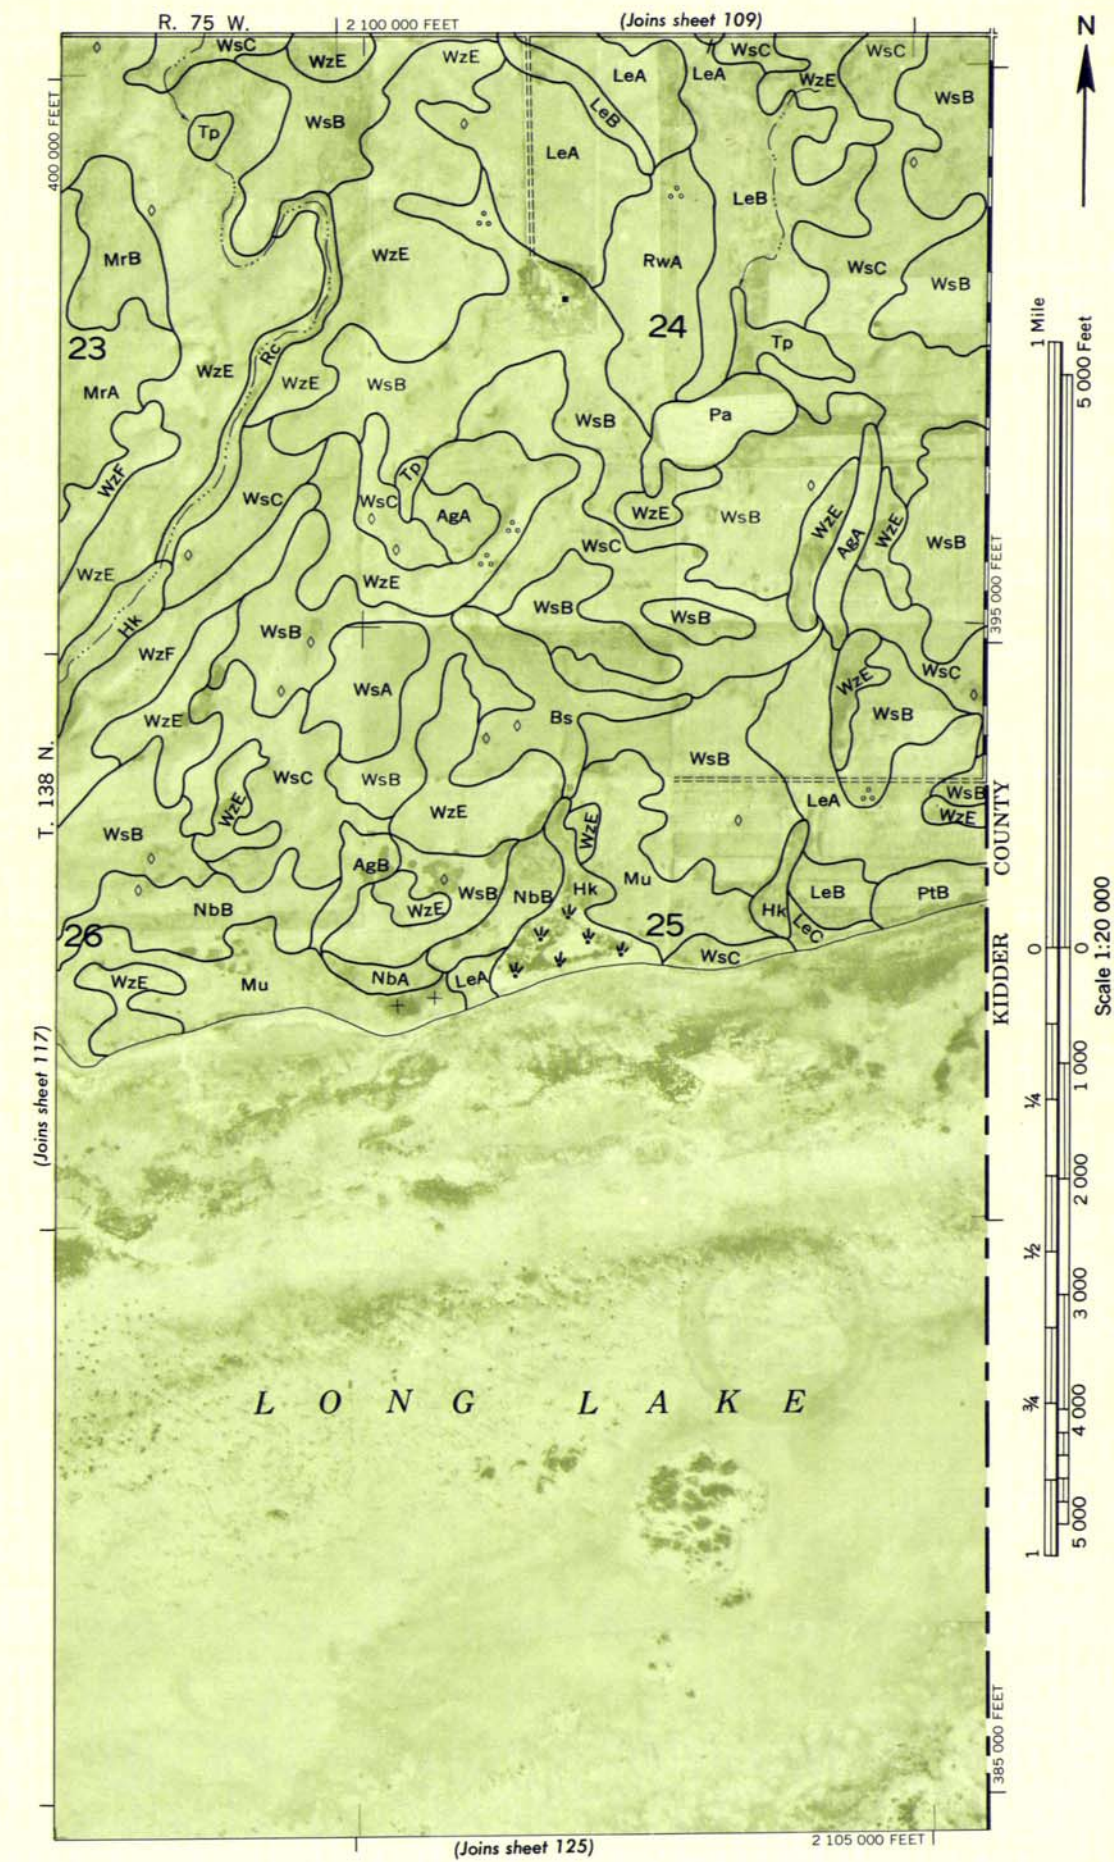 R. 75 W.
2 100 000 FEET
(Joins sheet 109)
N
WsC
WzE
WzE
LeA
LeA
WsC
WzE
WsC
WsB
Tp
WsB
LeB
LeA
400 000 FEET
LeB
MrB
WzE
RwA
WsC
WsB
23
24
Tp
Rc
WzE
WzE
WsB
MrA
WsB
Pa
WzF
WsC
WsC
Tp
AgA
WzE
WsB
WzE
AgA
WzE
WsB
WsC
WzE
WzE
395 000 FEET
WsB
WsB
Hk
WsB
WzF
WsA
WzE
WsC
WzE
Bs
WsB
WsB
WsC
WsB
WzE
WzE
LeA
WsB
WzE
WsB
WzE
AgB
WsB
NbB
Hk
Mu
LeB
PtB
NbB
WzE
Hk
LeC
26
25
WzE
Mu
NbA
LeA
WsC
T. 138 N.
KIDDER COUNTY
(Joins sheet 117)
LONG LAKE
385 000 FEET
(Joins sheet 125)
2 105 000 FEET
1 Mile
5 000 Feet
0
0
Scale 1:20 000
1/4
1 000
2 000
1/2
3 000
3/4
4 000
5 000
1